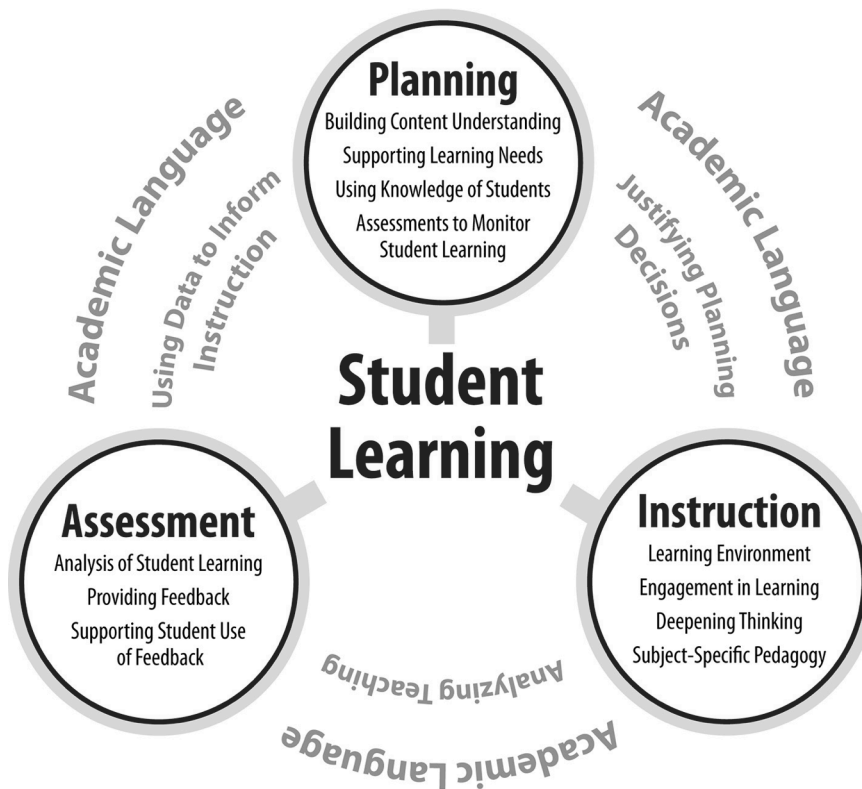 Planning
Building Content Understanding
Supporting Learning Needs
Using Knowledge of Students
Assessments to Monitor
Student Learning
Academic Language
Using Data to Inform
Instruction
Academic Language
Justifying Planning
Decisions
Student
Learning
Assessment
Analysis of Student Learning
Providing Feedback
Supporting Student Use
of Feedback
Instruction
Learning Environment
Engagement in Learning
Deepening Thinking
Subject-Specific Pedagogy
Analyzing Teaching
Academic Language